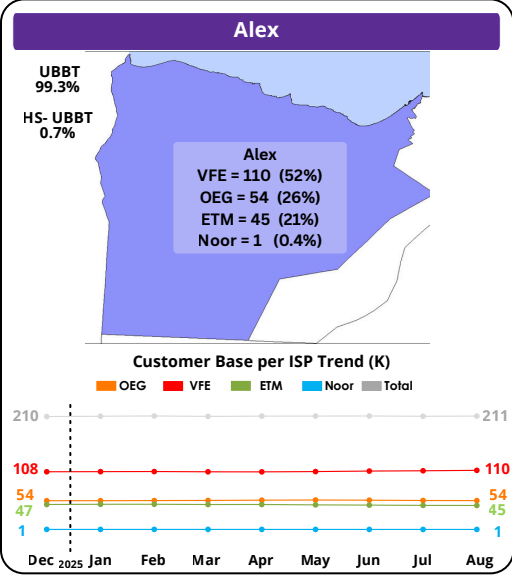 Alex
UBBT
99.3%
HS- UBBT
0.7%
Alex
VFE = 110 (52%)
OEG = 54 (26%)
ETM = 45 (21%)
Noor = 1 (0.4%)
Customer Base per ISP Trend (K)
OEG VFE ETM Noor Total
210 211
108 110
54 54
47 45
1 1
Dec 2025 Jan Feb Mar Apr May Jun Jul Aug